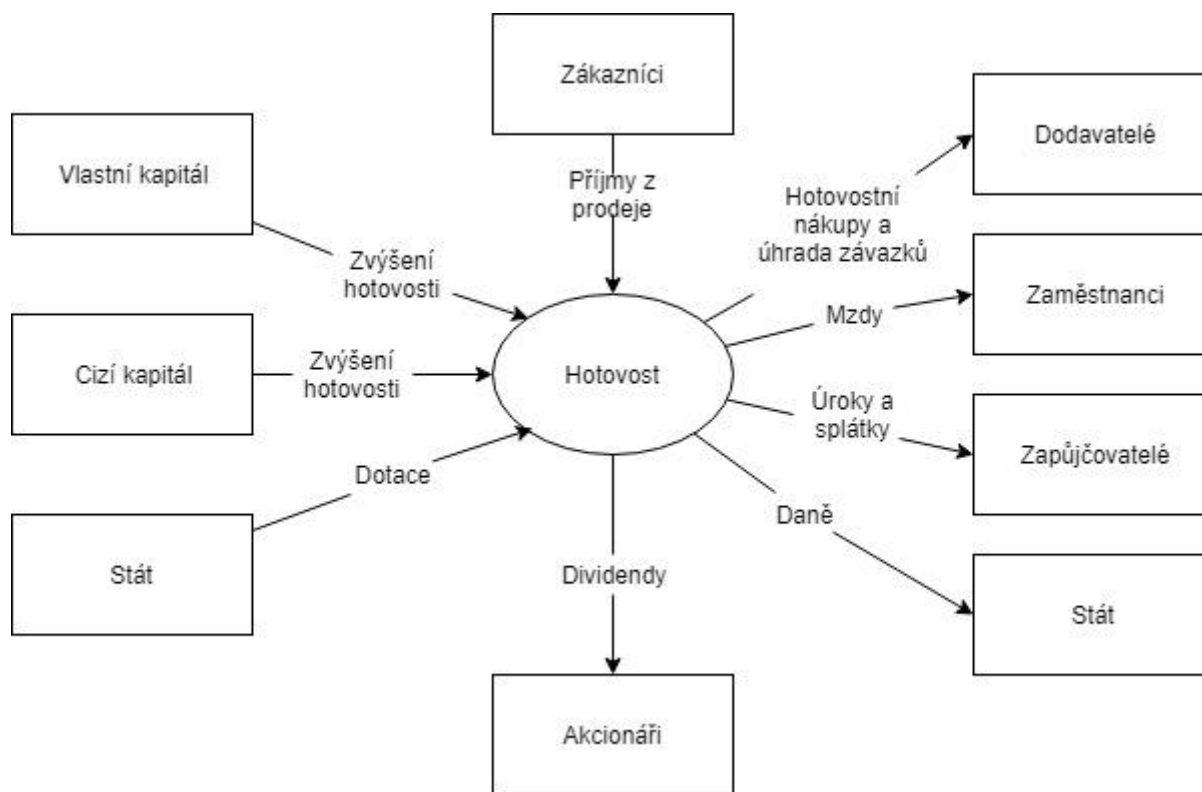 Zákazníci
Vlastní kapitál
Dodavatelé
Příjmy z
prodeje
Hotovostní
nákupy a
úhrada závazků
Zvýšení
hotovosti
Zaměstnanci
Mzdy
Cizí kapitál
Zvýšení
hotovosti
Hotovost
Úroky a
splátky
Zapůjčovatelé
Dotace
Daně
Stát
Dividendy
Stát
Akcionáři